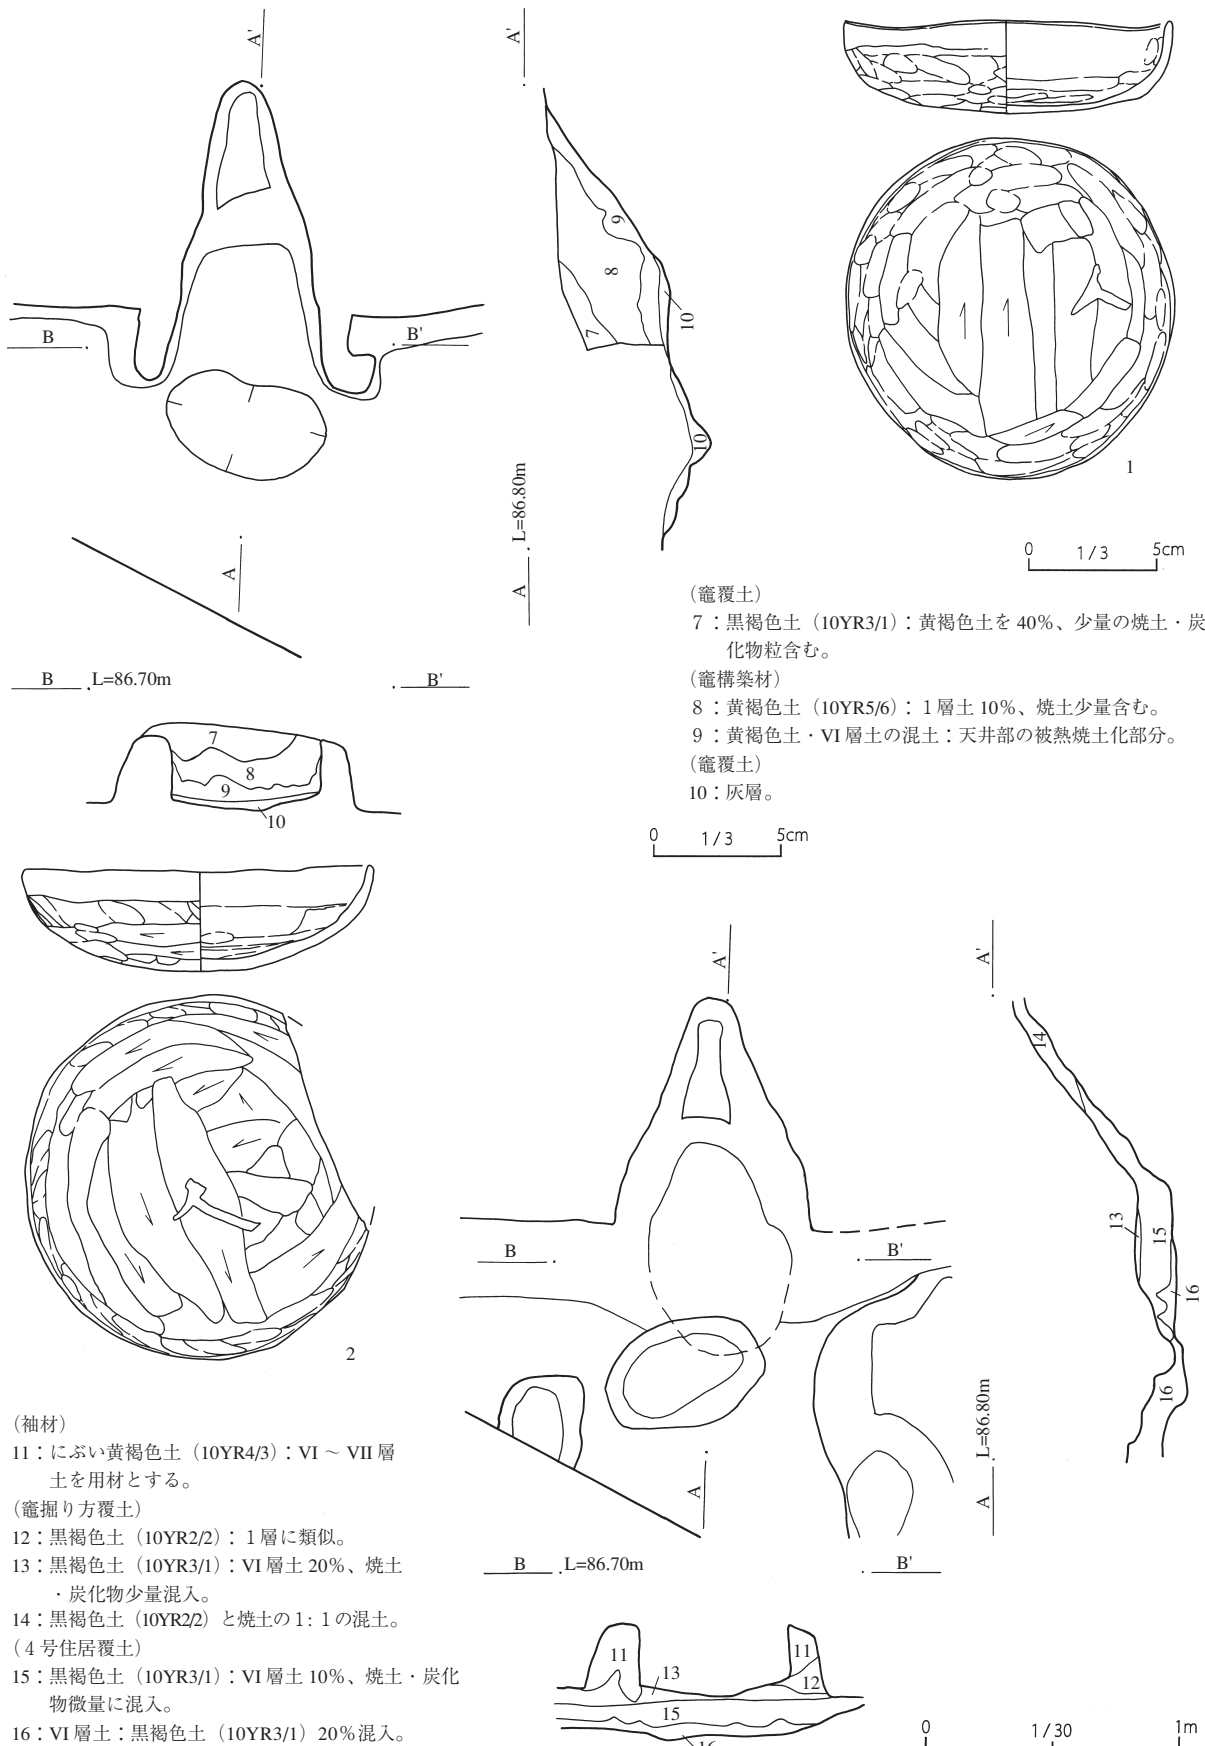 A'
A'
B
B'
9
8
7
10
10
A
A L=86.80m
1
0 1/3 5cm
（竈覆土）
7：黒褐色土（10YR3/1）：黄褐色土を40％、少量の焼土・炭
化物粒含む。
（竈構築材）
8：黄褐色土（10YR5/6）：１層土10％、焼土少量含む。
9：黄褐色土・VI層土の混土：天井部の被熱焼土化部分。
（竈覆土）
10：灰層。
B L=86.70m B'
7
8
9
10
0 1/3 5cm
2
A'
A'
B
B'
14
13
15
16
16
A
A L=86.80m
（袖材）
11：にぶい黄褐色土（10YR4/3）：VI ～ VII層
土を用材とする。
（竈掘り方覆土）
12：黒褐色土（10YR2/2）：１層に類似。
13：黒褐色土（10YR3/1）：VI層土20％、焼土
・炭化物少量混入。
14：黒褐色土（10YR2/2）と焼土の１:１の混土。
（４号住居覆土）
15：黒褐色土（10YR3/1）：VI層土10％、焼土・炭化
物微量に混入。
16：VI層土：黒褐色土（10YR3/1）20％混入。
B L=86.70m B'
11
11
13
12
15
16
0 1/30 1m